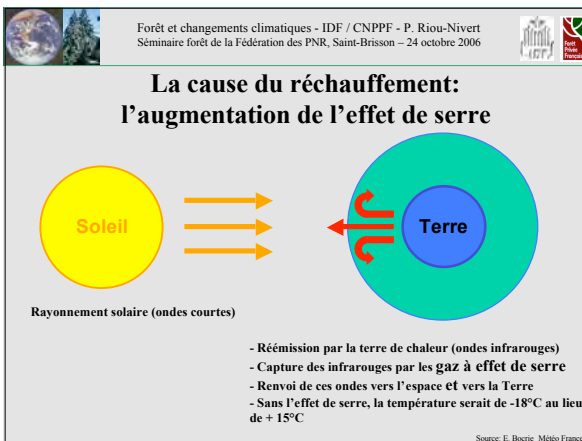 Forêt et changements climatiques - IDF / CNPPF - P. Riou-Nivert
Séminaire forêt de la Fédération des PNR, Saint-Brisson – 24 octobre 2006
Forêt
Privée
Française
La cause du réchauffement:
l'augmentation de l'effet de serre
Soleil
Terre
Rayonnement solaire (ondes courtes)
- Réémission par la terre de chaleur (ondes infrarouges)
- Capture des infrarouges par les gaz à effet de serre
- Renvoi de ces ondes vers l'espace et vers la Terre
- Sans l'effet de serre, la température serait de -18°C au lieu
de + 15°C
Source: E. Bocrie Météo France